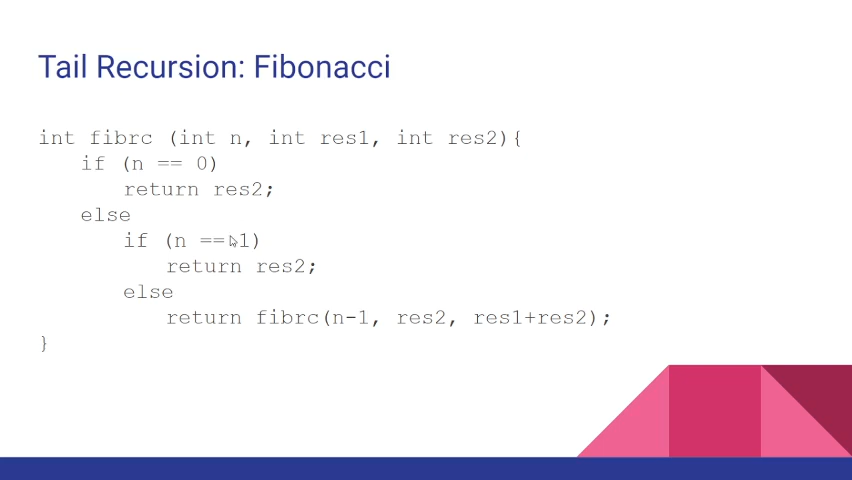 Tail Recursion: Fibonacci
int fibrc (int n, int res1, int res2){
if (n == 0)
return res2;
else
if (n == 1)
return res2;
else
return fibrc(n-1, res2, res1+res2);
}